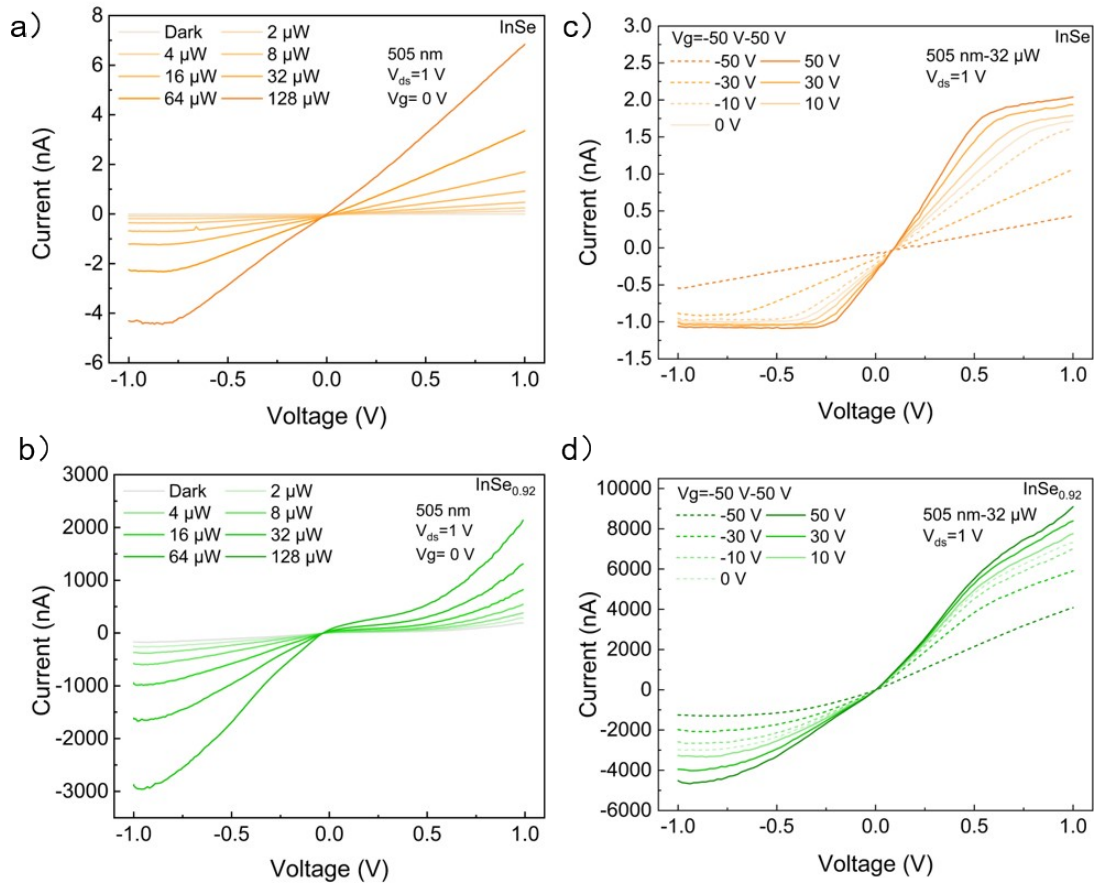 a)
InSe
Dark 2 µW
4 µW 8 µW
16 µW 32 µW
64 µW 128 µW
505 nm
Vds=1 V
Vg= 0 V
8
6
4
2
0
-2
-4
-6
Current (nA)
-1.0 -0.5 0.0 0.5 1.0
Voltage (V)
c)
InSe
Vg=-50 V-50 V
-50 V 50 V
-30 V 30 V
-10 V 10 V
0 V
505 nm-32 µW
Vds=1 V
3.0
2.5
2.0
1.5
1.0
0.5
0.0
-0.5
-1.0
-1.5
Current (nA)
-1.0 -0.5 0.0 0.5 1.0
Voltage (V)
b)
InSe0.92
Dark 2 µW
4 µW 8 µW
16 µW 32 µW
64 µW 128 µW
505 nm
Vds=1 V
Vg= 0 V
3000
2000
1000
0
-1000
-2000
-3000
Current (nA)
-1.0 -0.5 0.0 0.5 1.0
Voltage (V)
d)
InSe0.92
Vg=-50 V-50 V
-50 V 50 V
-30 V 30 V
-10 V 10 V
0 V
505 nm-32 µW
Vds=1 V
10000
8000
6000
4000
2000
0
-2000
-4000
-6000
Current (nA)
-1.0 -0.5 0.0 0.5 1.0
Voltage (V)